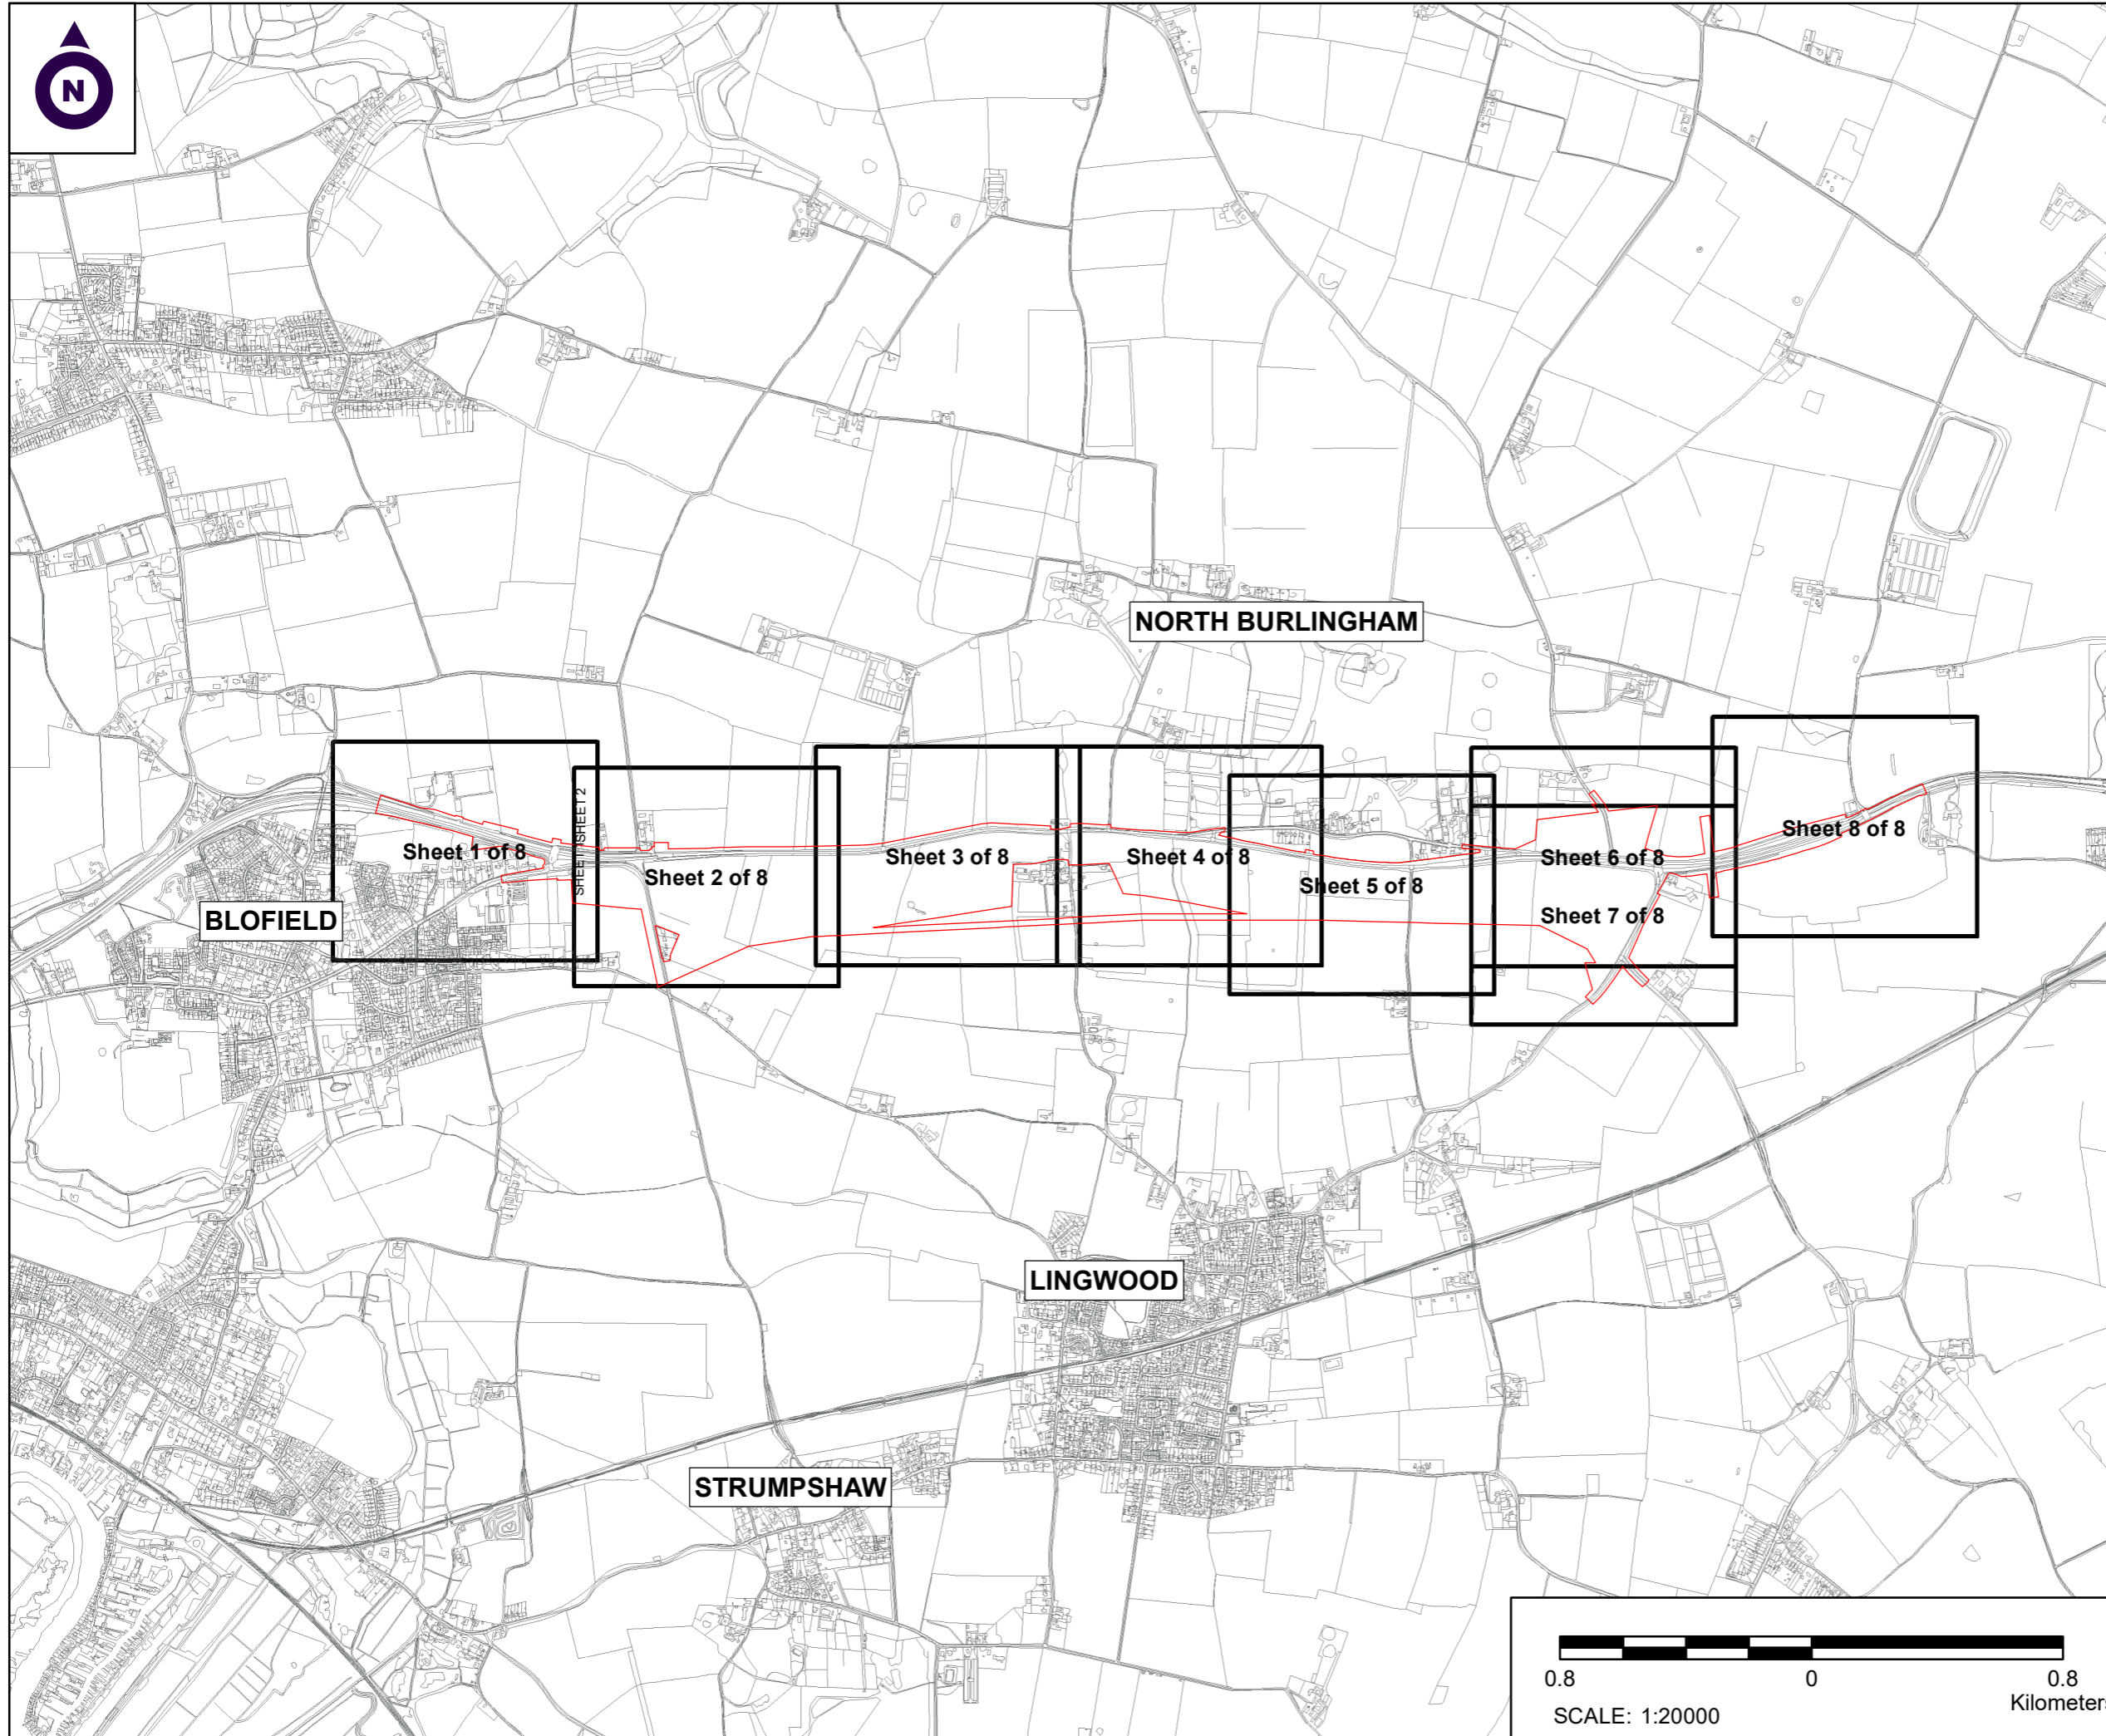 N
NORTH BURLINGHAM
SHEET 1
SHEET 2
Sheet 1 of 8
Sheet 2 of 8
Sheet 3 of 8
Sheet 4 of 8
Sheet 5 of 8
Sheet 6 of 8
Sheet 7 of 8
Sheet 8 of 8
BLOFIELD
LINGWOOD
STRUMPSHAW
0.8 0 0.8
Kilometers
SCALE: 1:20000